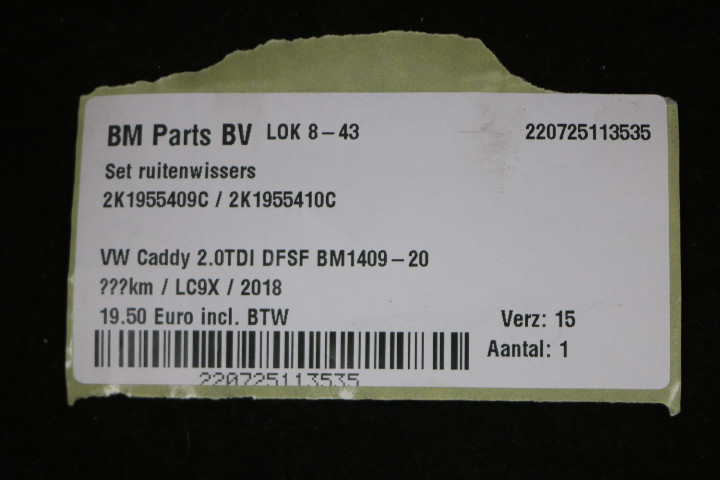 BM Parts BV LOK 8-43 220725113535
Set ruitenwissers
2K1955409C / 2K1955410C
VW Caddy 2.0TDI DFSF BM1409-20
???km / LC9X / 2018
19.50 Euro incl. BTW Verz: 15
Aantal: 1
220725113535